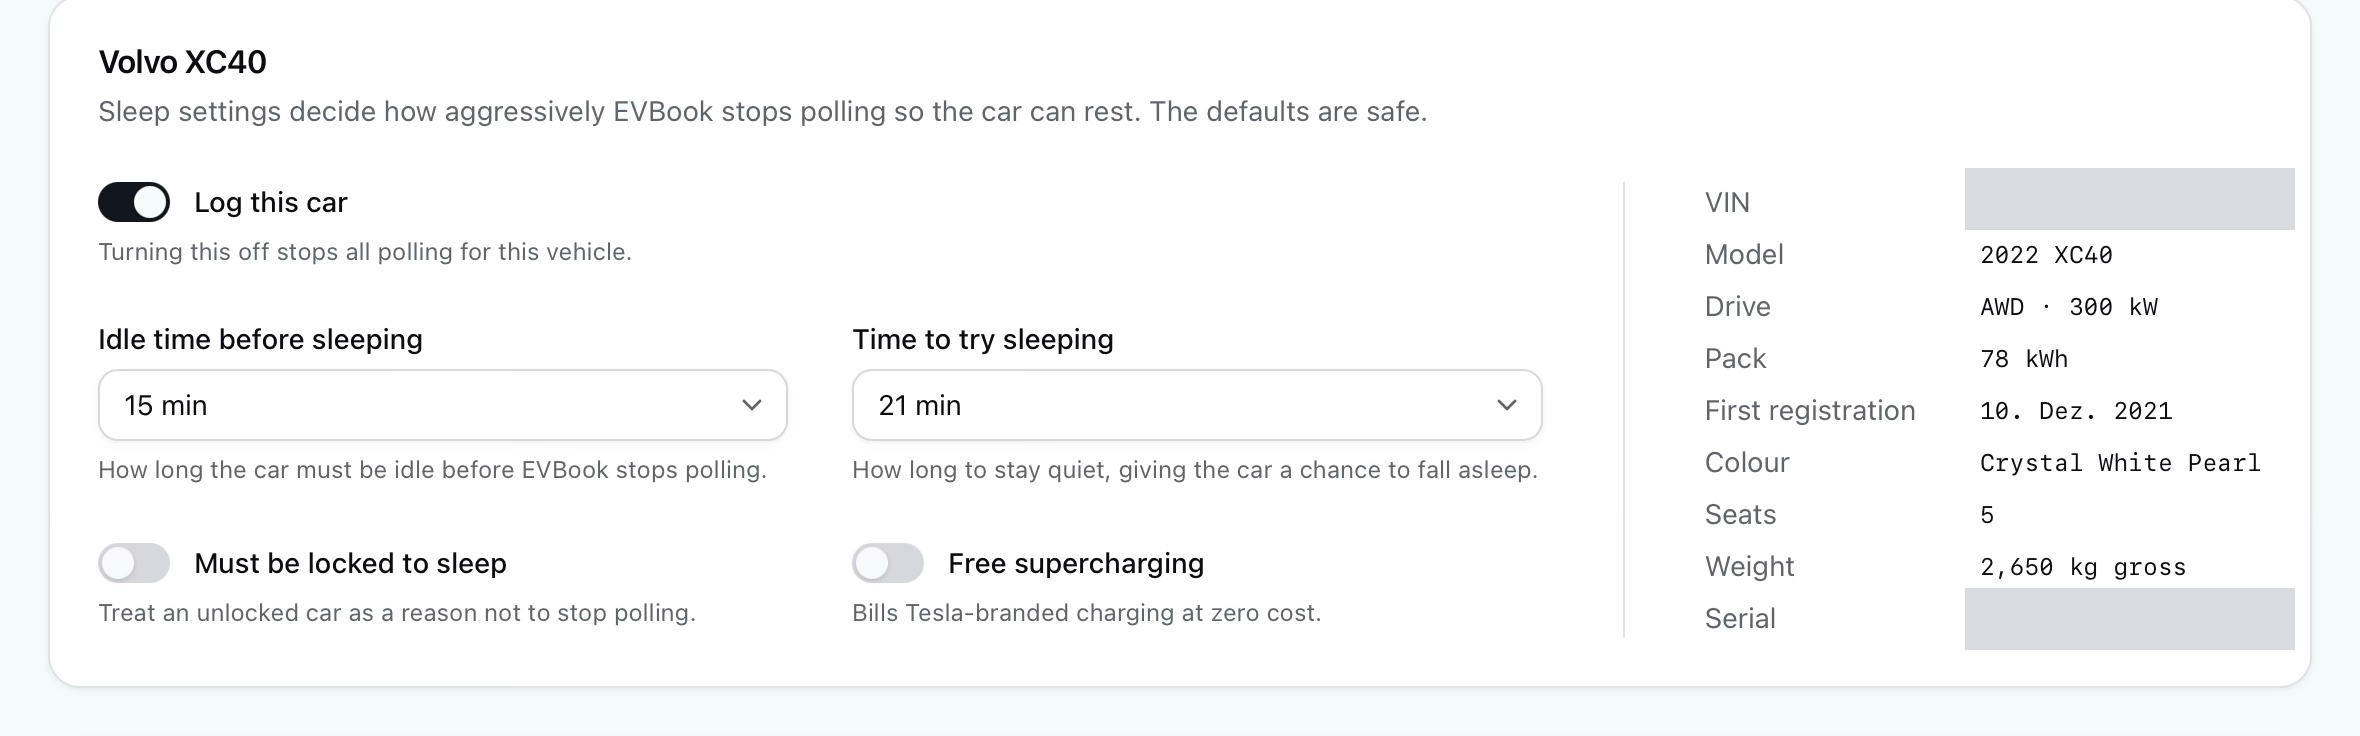 Volvo XC40
Sleep settings decide how aggressively EVBook stops polling so the car can rest. The defaults are safe.
Log this car
Turning this off stops all polling for this vehicle.
Idle time before sleeping
15 min
How long the car must be idle before EVBook stops polling.
Time to try sleeping
21 min
How long to stay quiet, giving the car a chance to fall asleep.
Must be locked to sleep
Treat an unlocked car as a reason not to stop polling.
Free supercharging
Bills Tesla-branded charging at zero cost.
VIN
Model 2022 XC40
Drive AWD · 300 kW
Pack 78 kWh
First registration 10. Dez. 2021
Colour Crystal White Pearl
Seats 5
Weight 2,650 kg gross
Serial